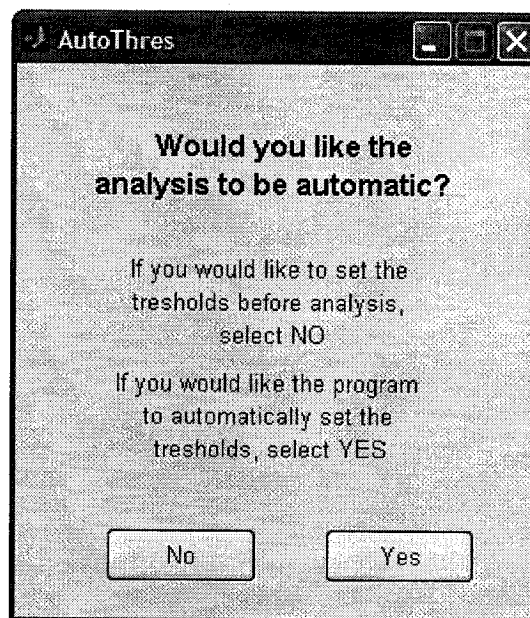 AutoThres
Would you like the
analysis to be automatic?
If you would like to set the
tresholds before analysis,
select NO
If you would like the program
to automatically set the
tresholds, select YES
No Yes